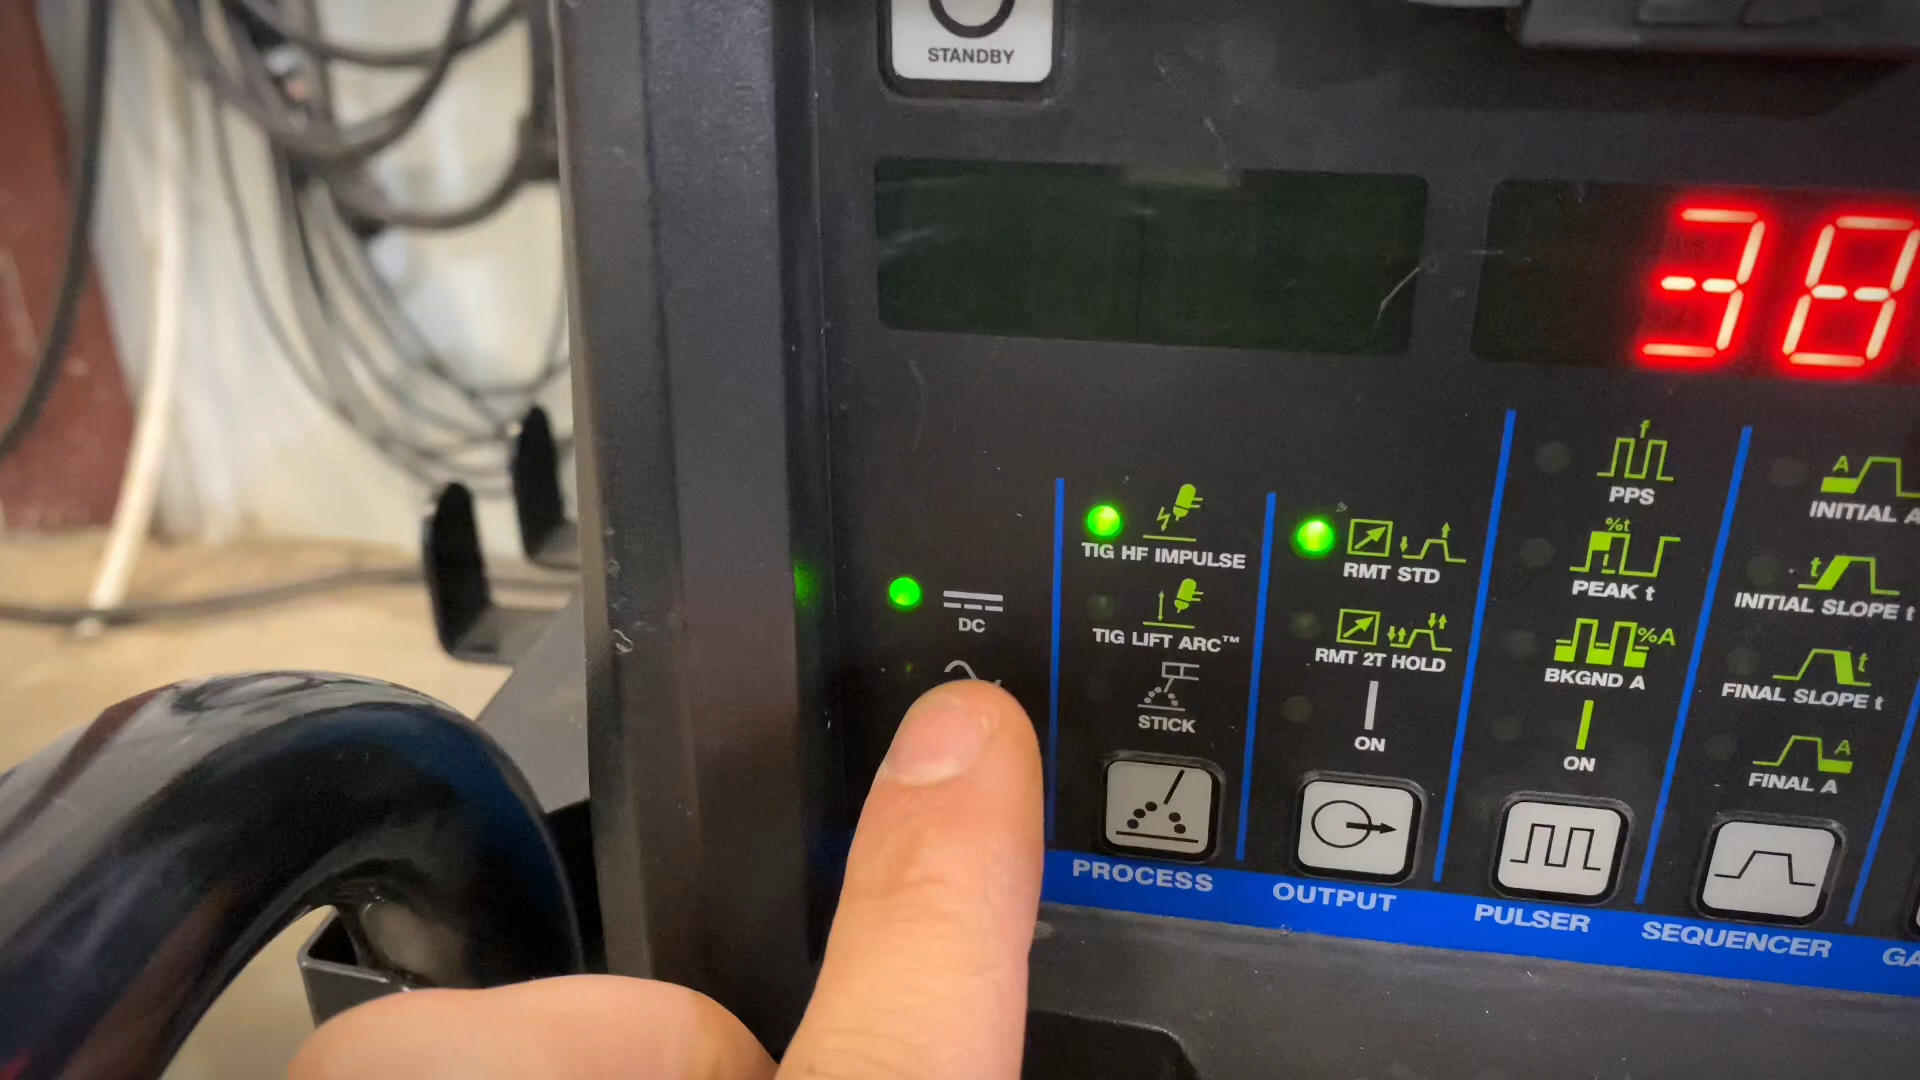 STANDBY
38
DC
TIG HF IMPULSE
TIG LIFT ARC™
STICK
PROCESS
RMT STD
RMT 2T HOLD
ON
OUTPUT
f
PPS
%t
PEAK t
%A
BKGND A
ON
PULSER
A
INITIAL A
t
INITIAL SLOPE t
t
FINAL SLOPE t
A
FINAL A
SEQUENCER
GA